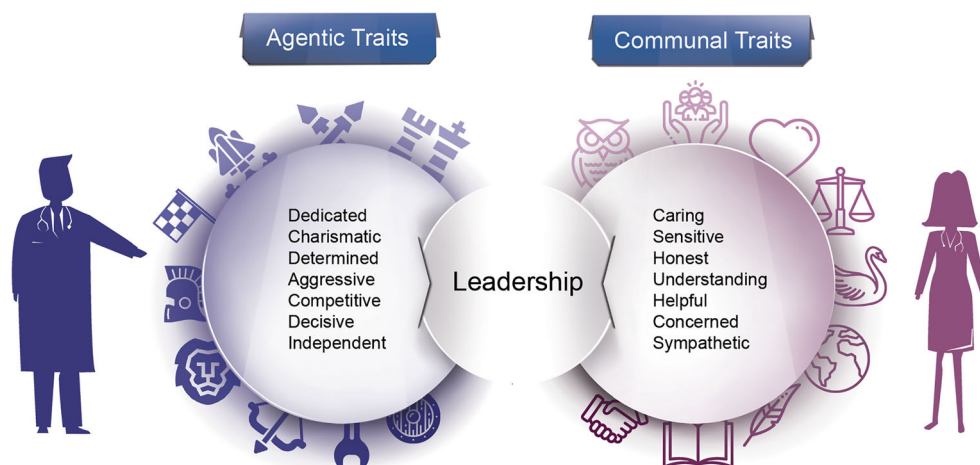 Agentic Traits
Communal Traits
Dedicated
Charismatic
Determined
Aggressive
Competitive
Decisive
Independent
Leadership
Caring
Sensitive
Honest
Understanding
Helpful
Concerned
Sympathetic